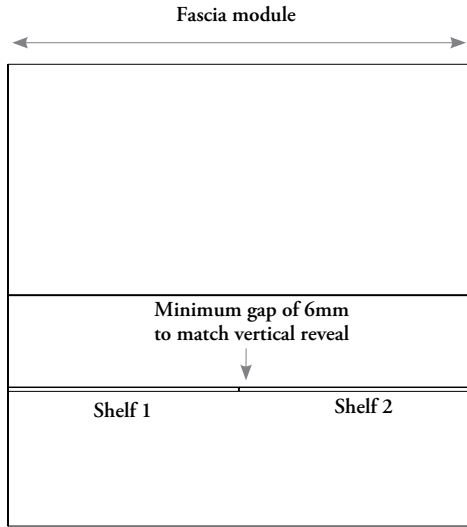 Fascia module
Minimum gap of 6mm
to match vertical reveal
Shelf 1
Shelf 2